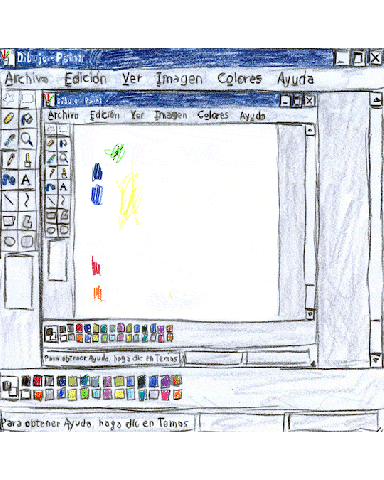 Dibujo-Paint
Archivo Edición Ver Imagen Colores Ayuda
Dibujo-Paint
Archivo Edición Ver Imagen Colores Ayuda
A
A
Para obtener Ayuda, haga clic en Temas
Para obtener Ayuda, haga clic en Temas